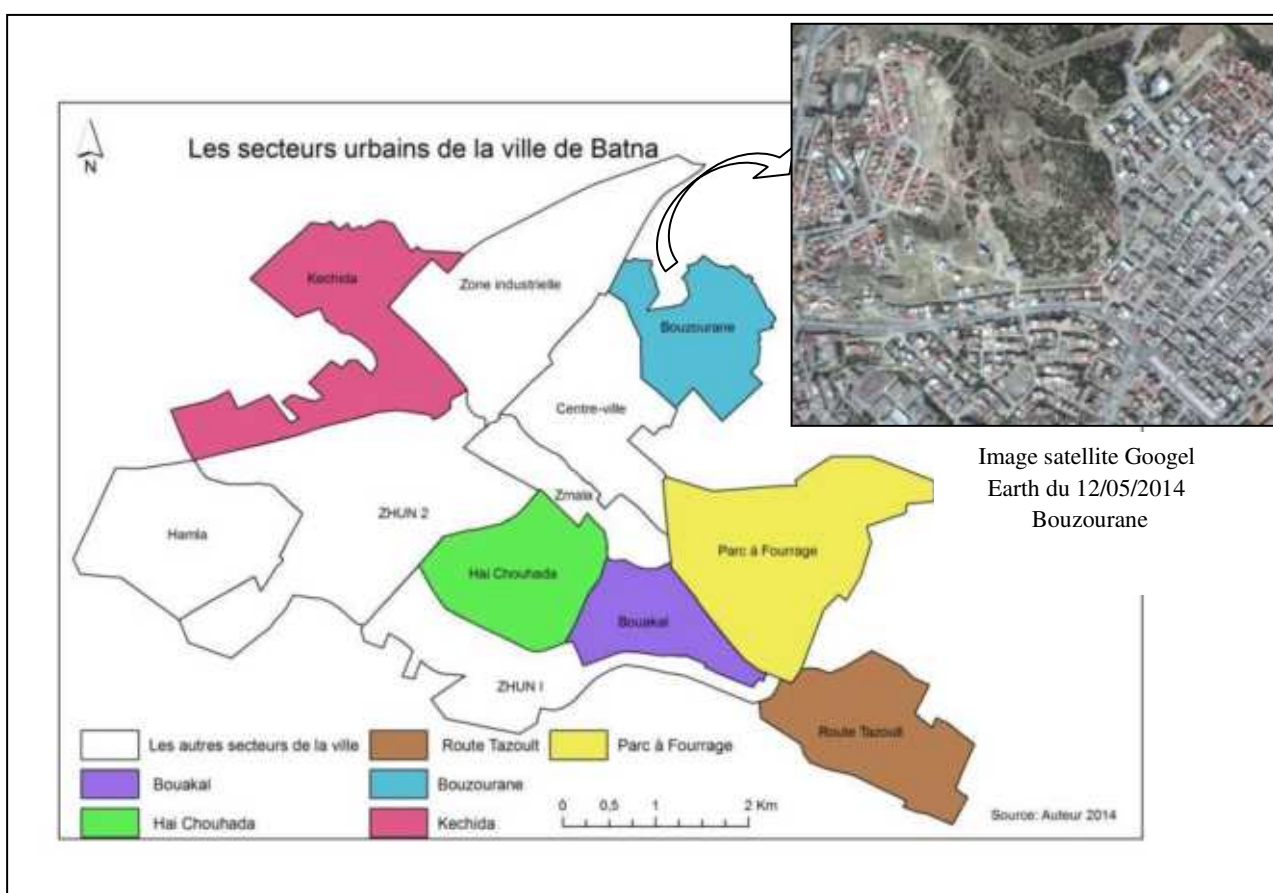 Les secteurs urbains de la ville de Batna
N
Kechida
Zone industrielle
Bouzourane
Centre-ville
Image satellite Googel
Earth du 12/05/2014
Bouzourane
Zmala
ZHUN 2
Hamla
Parc à Fourrage
Hai Chouhada
Bouakal
ZHUN I
Route Tazoult
Les autres secteurs de la ville
Route Tazoult
Parc à Fourrage
Bouakal
Bouzourane
Hai Chouhada
Kechida
0 0,5 1 2 Km
Source: Auteur 2014